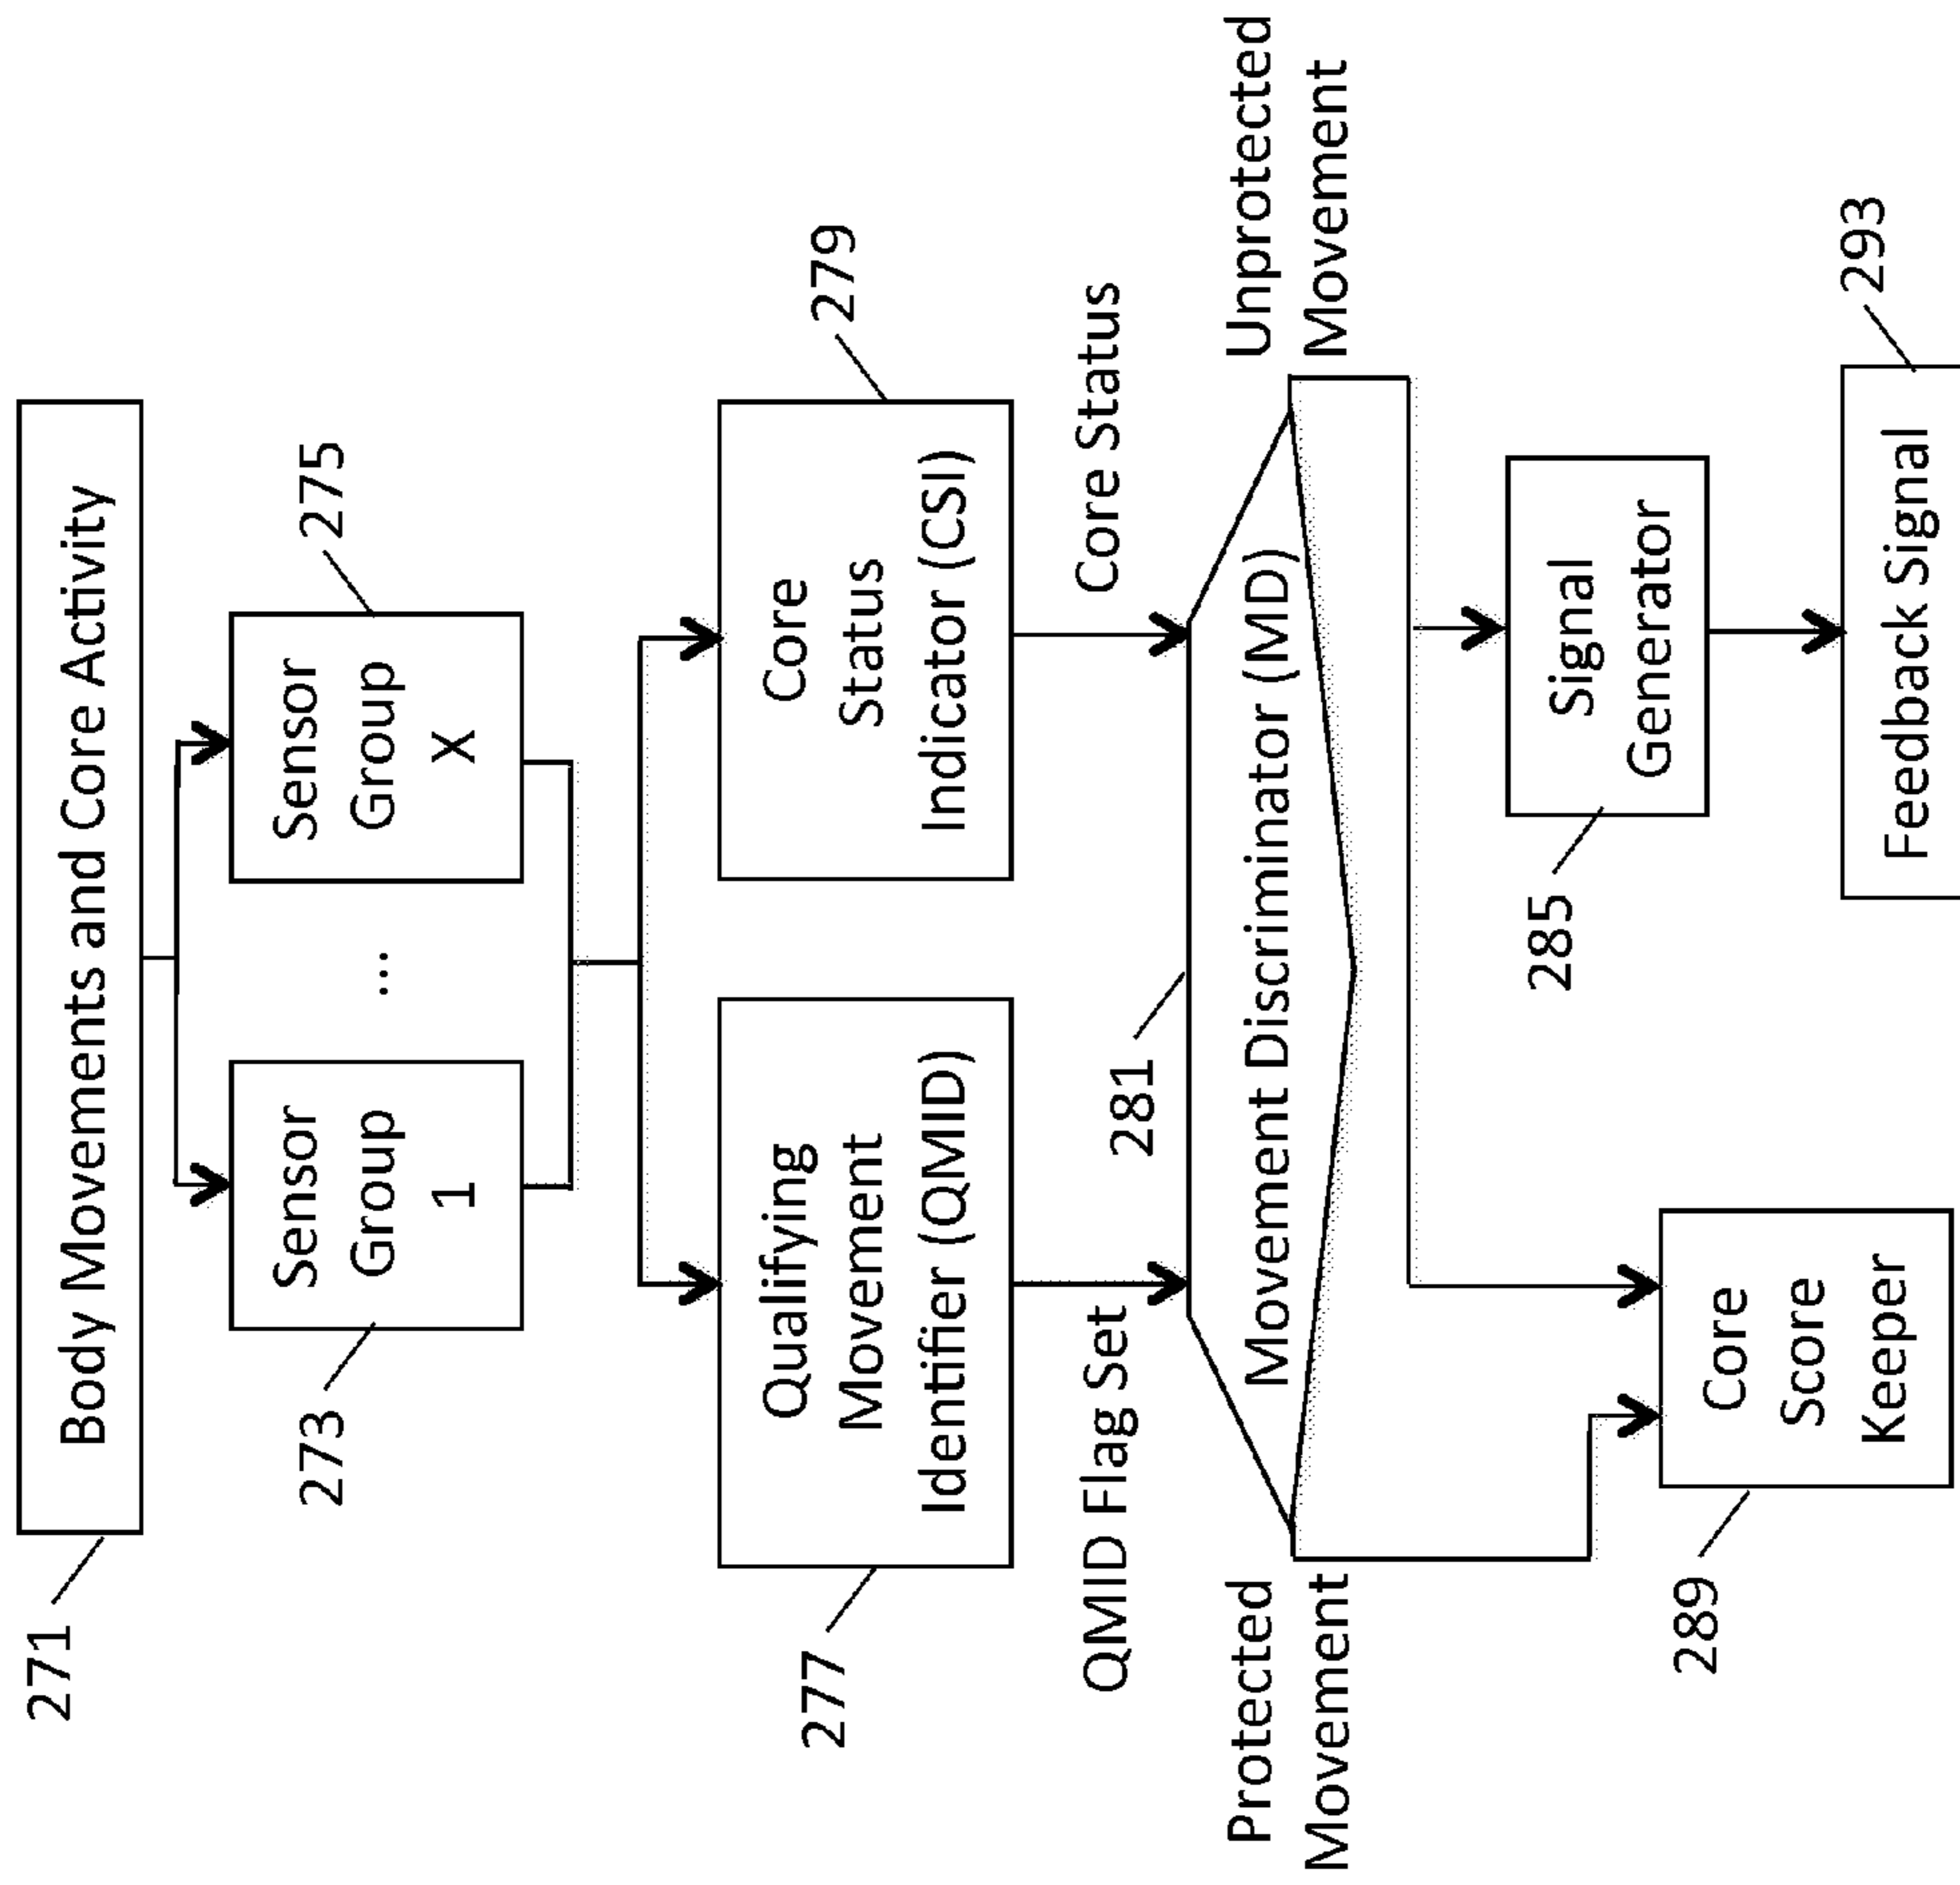 271
Body Movements and Core Activity
273
Sensor
Group
1
...
Sensor
Group
X
275
277
Qualifying
Movement
Identifier (QMID)
Core
Status
Indicator (CSI)
279
QMID Flag Set
281
Core Status
Protected
Movement
Movement Discriminator (MD)
Unprotected
Movement
285
Signal
Generator
289
Core
Score
Keeper
Feedback Signal
293